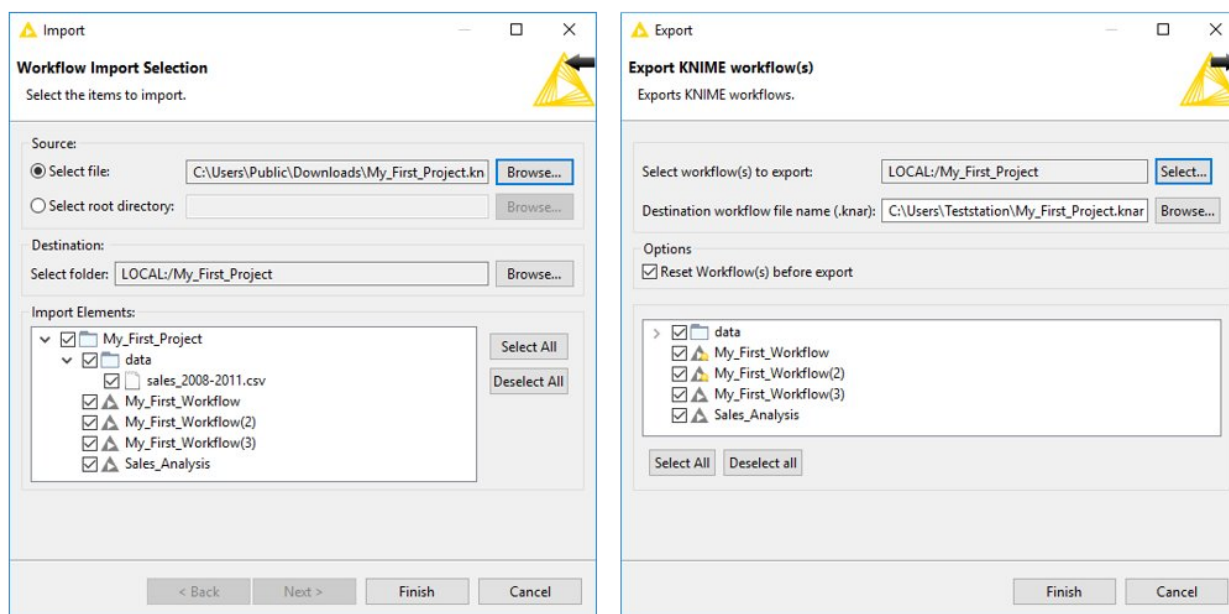 Import
Workflow Import Selection
Select the items to import.
Source:
Select file: C:\Users\Public\Downloads\My_First_Project.kn Browse...
Select root directory: Browse...
Destination:
Select folder: LOCAL:/My_First_Project Browse...
Import Elements:
My_First_Project
data
sales_2008-2011.csv
My_First_Workflow
My_First_Workflow(2)
My_First_Workflow(3)
Sales_Analysis
Select All
Deselect All
< Back Next > Finish Cancel
Export
Export KNIME workflow(s)
Exports KNIME workflows.
Select workflow(s) to export: LOCAL:/My_First_Project Select...
Destination workflow file name (.knar): C:\Users\Teststation\My_First_Project.knar Browse...
Options
Reset Workflow(s) before export
data
My_First_Workflow
My_First_Workflow(2)
My_First_Workflow(3)
Sales_Analysis
Select All Deselect all
Finish Cancel